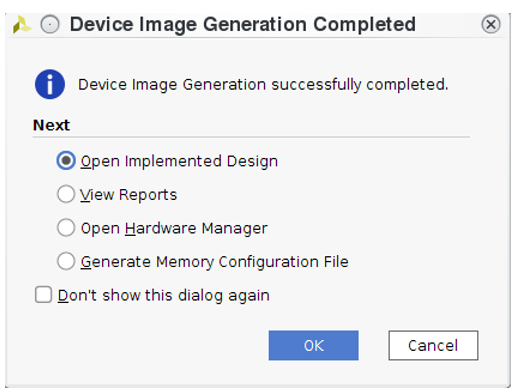 Device Image Generation Completed
Device Image Generation successfully completed.
Next
Open Implemented Design
View Reports
Open Hardware Manager
Generate Memory Configuration File
Don't show this dialog again
OK Cancel